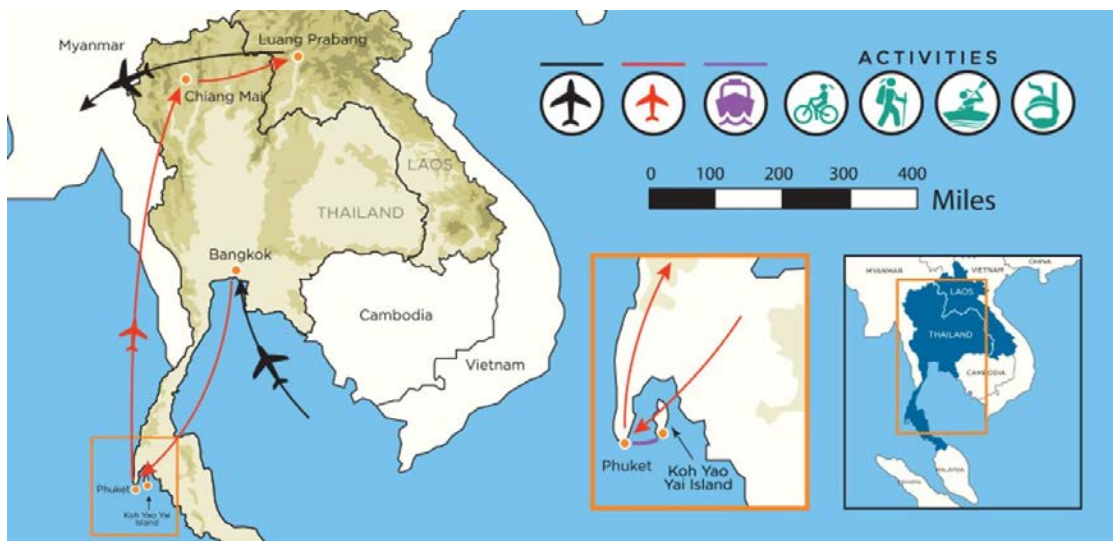 Myanmar
Luang Prabang
Chiang Mai
LAOS
THAILAND
Bangkok
Cambodia
Vietnam
Phuket
Koh Yao Yai
Island
ACTIVITIES
0 100 200 300 400
Miles
Phuket
Koh Yao
Yai Island
MYANMAR
VIETNAM
CHINA
LAOS
THAILAND
CAMBODIA
MALAYSIA